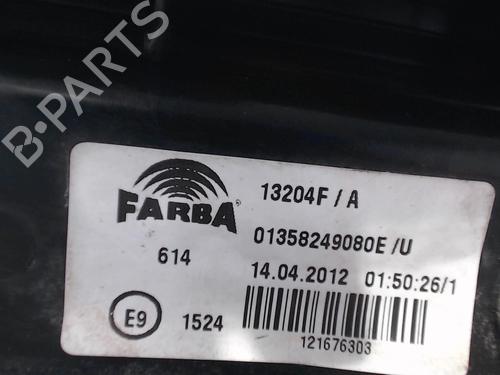 B-PARTS
FARBA
13204F / A
01358249080E /U
614
14.04.2012 01:50:26/1
E9
1524
121676303